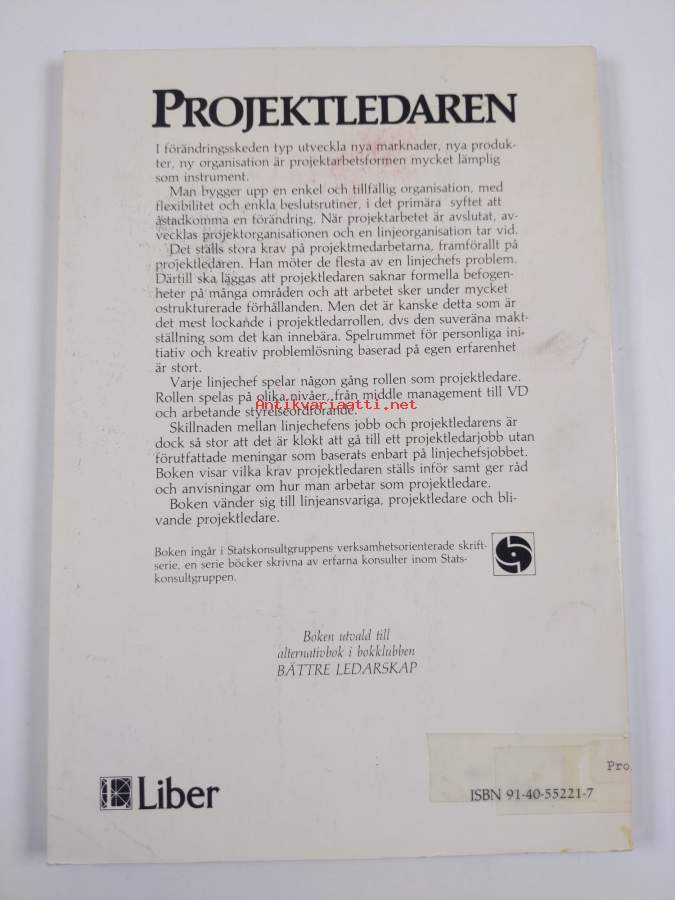 PROJEKTLEDAREN
I förändringsskeden typ utveckla nya marknader, nya produk-
ter, ny organisation är projektarbetsformen mycket lämplig
som instrument.
Man bygger upp en enkel och tillfällig organisation, med
flexibilitet och enkla beslutsrutiner, i det primära syftet att
åstadkomma en förändring. När projektarbetet är avslutat, av-
vecklas projektorganisationen och en linjeorganisation tar vid.
Det ställs stora krav på projektmedarbetarna, framförallt på
projektledaren. Han möter de flesta av en linjechefs problem.
Därtill ska läggas att projektledaren saknar formella befogen-
heter på många områden och att arbetet sker under mycket
ostrukturerade förhållanden. Men det är kanske detta som är
det mest lockande i projektledarrollen, dvs den suveräna makt-
ställning som det kan innebära. Spelrummet för personliga ini-
tiativ och kreativ problemlösning baserad på egen erfarenhet
är stort.
Varje linjechef spelar någon gång rollen som projektledare.
Rollen spelas på olika nivåer, från middle management till VD
Antikvariaatti.net
och arbetande styrelseordförande.
Skillnaden mellan linjechefens jobb och projektledarens är
dock så stor att det är klokt att gå till ett projektledarjobb utan
förutfattade meningar som baserats enbart på linjechefsjobbet.
Boken visar vilka krav projektledaren ställs inför samt ger råd
och anvisningar om hur man arbetar som projektledare.
Boken vänder sig till linjeansvariga, projektledare och bli-
vande projektledare.
Boken ingår i Statskonsultgruppens verksamhetsorienterade skrift-
serie, en serie böcker skrivna av erfarna konsulter inom Stats-
konsultgruppen.
Boken utvald till
alternativbok i bokklubben
BÄTTRE LEDARSKAP
Pro
Liber
ISBN 91-40-55221-7